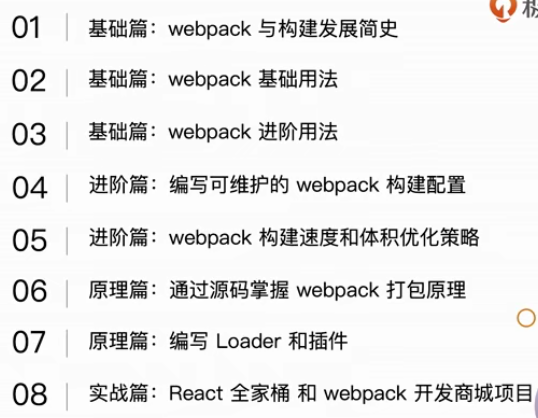 01 基础篇：webpack 与构建发展简史
02 基础篇：webpack 基础用法
03 基础篇：webpack 进阶用法
04 进阶篇：编写可维护的 webpack 构建配置
05 进阶篇：webpack 构建速度和体积优化策略
06 原理篇：通过源码掌握 webpack 打包原理
07 原理篇：编写 Loader 和插件
08 实战篇：React 全家桶 和 webpack 开发商城项目